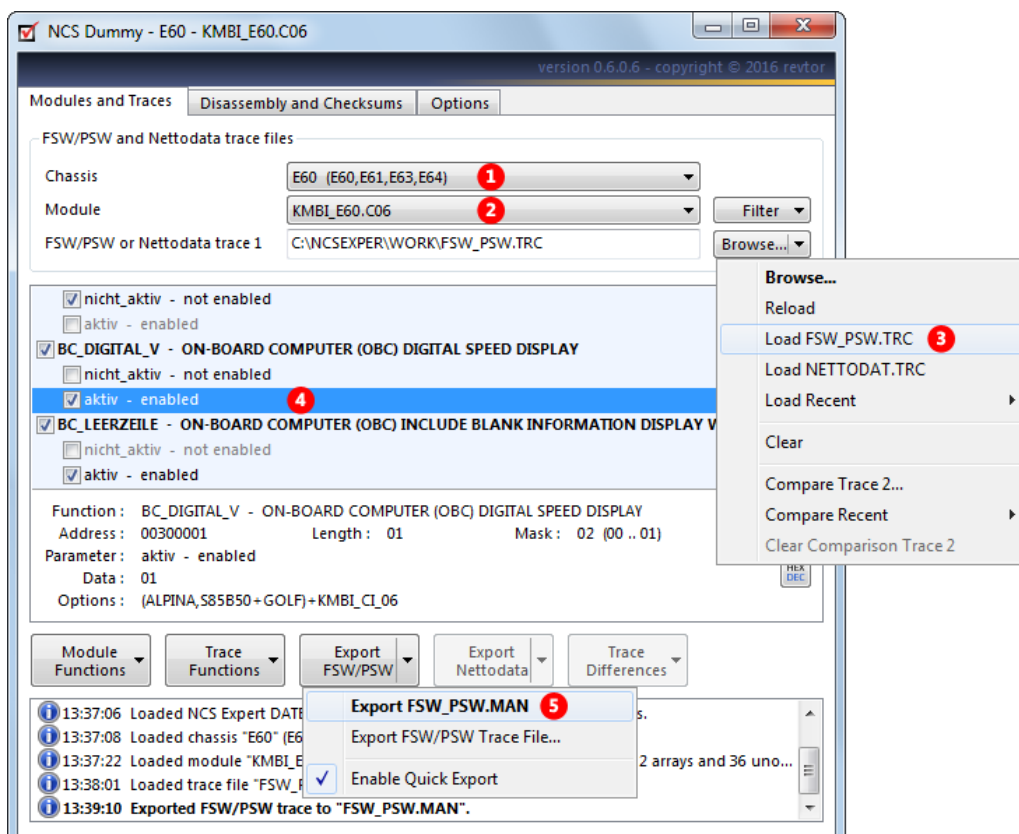 NCS Dummy - E60 - KMBI_E60.C06
version 0.6.0.6 - copyright © 2016 revtor
Modules and Traces Disassembly and Checksums Options
FSW/PSW and Nettodata trace files
Chassis E60 (E60,E61,E63,E64) 1
Module KMBI_E60.C06 2 Filter
FSW/PSW or Nettodata trace 1 C:\NCSEXPER\WORK\FSW_PSW.TRC Browse...
Browse...
Reload
Load FSW_PSW.TRC 3
Load NETTODAT.TRC
Load Recent
Clear
Compare Trace 2...
Compare Recent
Clear Comparison Trace 2
nicht_aktiv - not enabled
aktiv - enabled
BC_DIGITAL_V - ON-BOARD COMPUTER (OBC) DIGITAL SPEED DISPLAY
nicht_aktiv - not enabled
aktiv - enabled 4
BC_LEERZEILE - ON-BOARD COMPUTER (OBC) INCLUDE BLANK INFORMATION DISPLAY
nicht_aktiv - not enabled
aktiv - enabled
Function : BC_DIGITAL_V - ON-BOARD COMPUTER (OBC) DIGITAL SPEED DISPLAY
Address : 00300001 Length : 01 Mask : 02 (00 .. 01)
Parameter : aktiv - enabled
Data : 01
HEX
DEC
Options : (ALPINA,S85B50+GOLF)+KMBI_CI_06
Module
Functions
Trace
Functions
Export
FSW/PSW
Export
Nettodata
Trace
Differences
Export FSW_PSW.MAN 5
Export FSW/PSW Trace File...
Enable Quick Export
13:37:06 Loaded NCS Expert DATE s.
13:37:08 Loaded chassis "E60" (E6
13:37:22 Loaded module "KMBI_E 2 arrays and 36 uno...
13:38:01 Loaded trace file "FSW_
13:39:10 Exported FSW/PSW trace to "FSW_PSW.MAN".